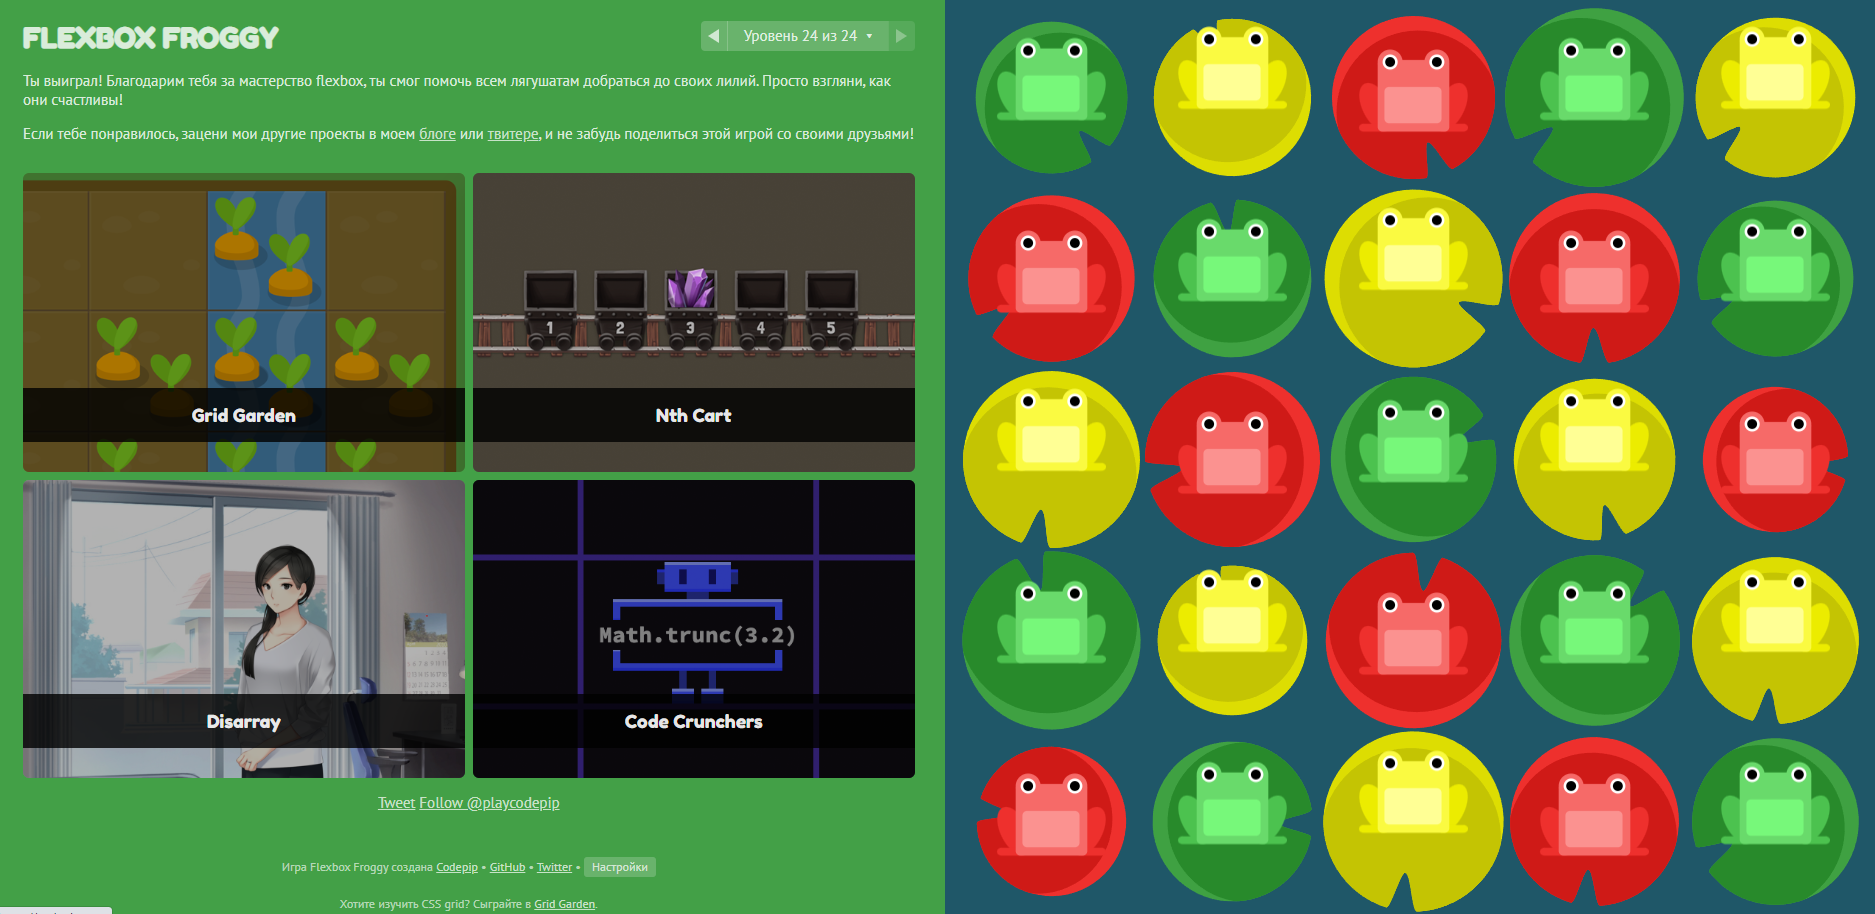 FLEXBOX FROGGY
Уровень 24 из 24
Ты выиграл! Благодарим тебя за мастерство flexbox, ты смог помочь всем лягушатам добраться до своих лилий. Просто взгляни, как
они счастливы!
Если тебе понравилось, зацени мои другие проекты в моем блоге или твитере, и не забудь поделиться этой игрой со своими друзьями!
1 2 3 4 5
Grid Garden
Nth Cart
Math.trunc(3.2)
Disarray
Code Crunchers
Tweet Follow @playcodepip
Игра Flexbox Froggy создана Codepip • GitHub • Twitter • Настройки
Хотите изучить CSS grid? Сыграйте в Grid Garden.